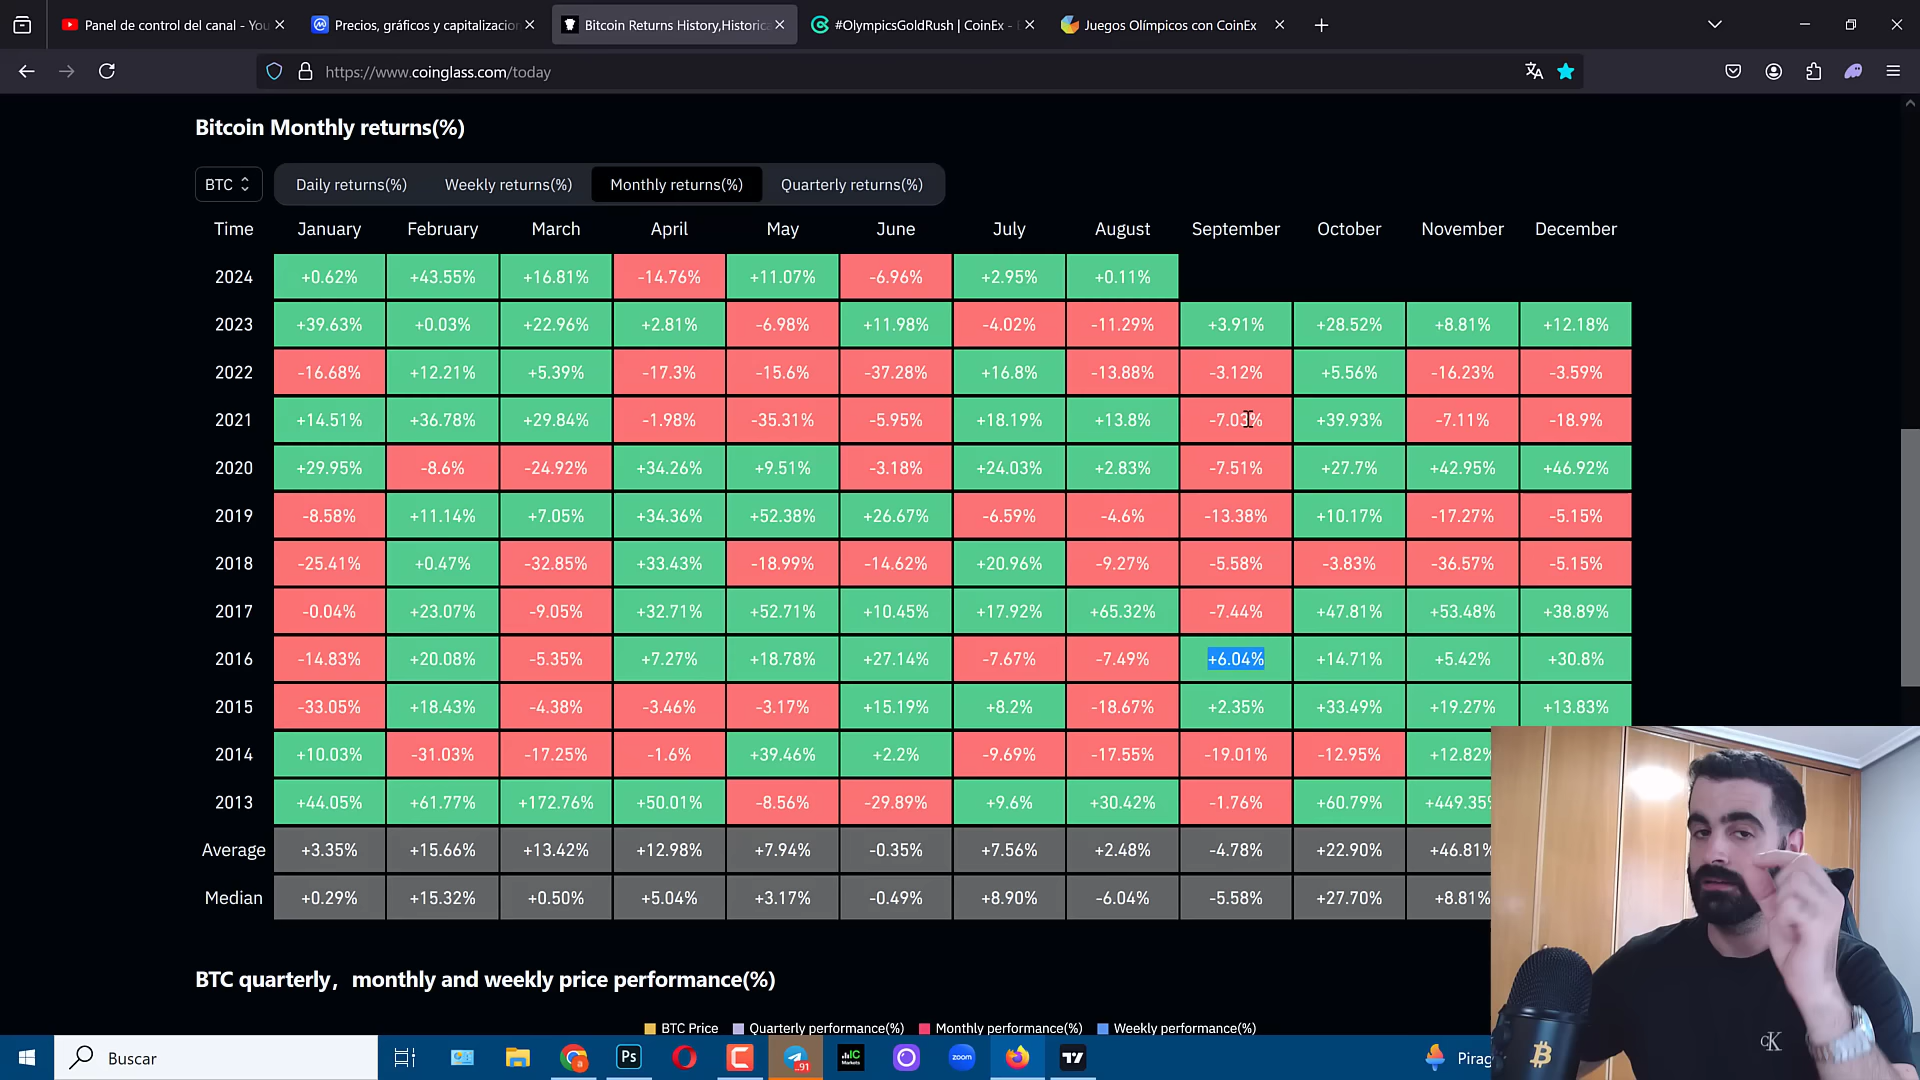 Panel de control del canal - You
Precios, gráficos y capitalizacion
Bitcoin Returns History,Historica
#OlympicsGoldRush | CoinEx - E
Juegos Olímpicos con CoinEx
https://www.coinglass.com/today
Bitcoin Monthly returns(%)
BTC Daily returns(%) Weekly returns(%) Monthly returns(%) Quarterly returns(%)
Time January February March April May June July August September October November December
2024 +0.62% +43.55% +16.81% -14.76% +11.07% -6.96% +2.95% +0.11%
2023 +39.63% +0.03% +22.96% +2.81% -6.98% +11.98% -4.02% -11.29% +3.91% +28.52% +8.81% +12.18%
2022 -16.68% +12.21% +5.39% -17.3% -15.6% -37.28% +16.8% -13.88% -3.12% +5.56% -16.23% -3.59%
2021 +14.51% +36.78% +29.84% -1.98% -35.31% -5.95% +18.19% +13.8% -7.03% +39.93% -7.11% -18.9%
2020 +29.95% -8.6% -24.92% +34.26% +9.51% -3.18% +24.03% +2.83% -7.51% +27.7% +42.95% +46.92%
2019 -8.58% +11.14% +7.05% +34.36% +52.38% +26.67% -6.59% -4.6% -13.38% +10.17% -17.27% -5.15%
2018 -25.41% +0.47% -32.85% +33.43% -18.99% -14.62% +20.96% -9.27% -5.58% -3.83% -36.57% -5.15%
2017 -0.04% +23.07% -9.05% +32.71% +52.71% +10.45% +17.92% +65.32% -7.44% +47.81% +53.48% +38.89%
2016 -14.83% +20.08% -5.35% +7.27% +18.78% +27.14% -7.67% -7.49% +6.04% +14.71% +5.42% +30.8%
2015 -33.05% +18.43% -4.38% -3.46% -3.17% +15.19% +8.2% -18.67% +2.35% +33.49% +19.27% +13.83%
2014 +10.03% -31.03% -17.25% -1.6% +39.46% +2.2% -9.69% -17.55% -19.01% -12.95% +12.82%
2013 +44.05% +61.77% +172.76% +50.01% -8.56% -29.89% +9.6% +30.42% -1.76% +60.79% +449.35%
Average +3.35% +15.66% +13.42% +12.98% +7.94% -0.35% +7.56% +2.48% -4.78% +22.90% +46.81%
Median +0.29% +15.32% +0.50% +5.04% +3.17% -0.49% +8.90% -6.04% -5.58% +27.70% +8.81%
BTC quarterly, monthly and weekly price performance(%)
BTC Price Quarterly performance(%) Monthly performance(%) Weekly performance(%)
cK
Buscar
Ps
91
IC Markets
zoom
Pirag